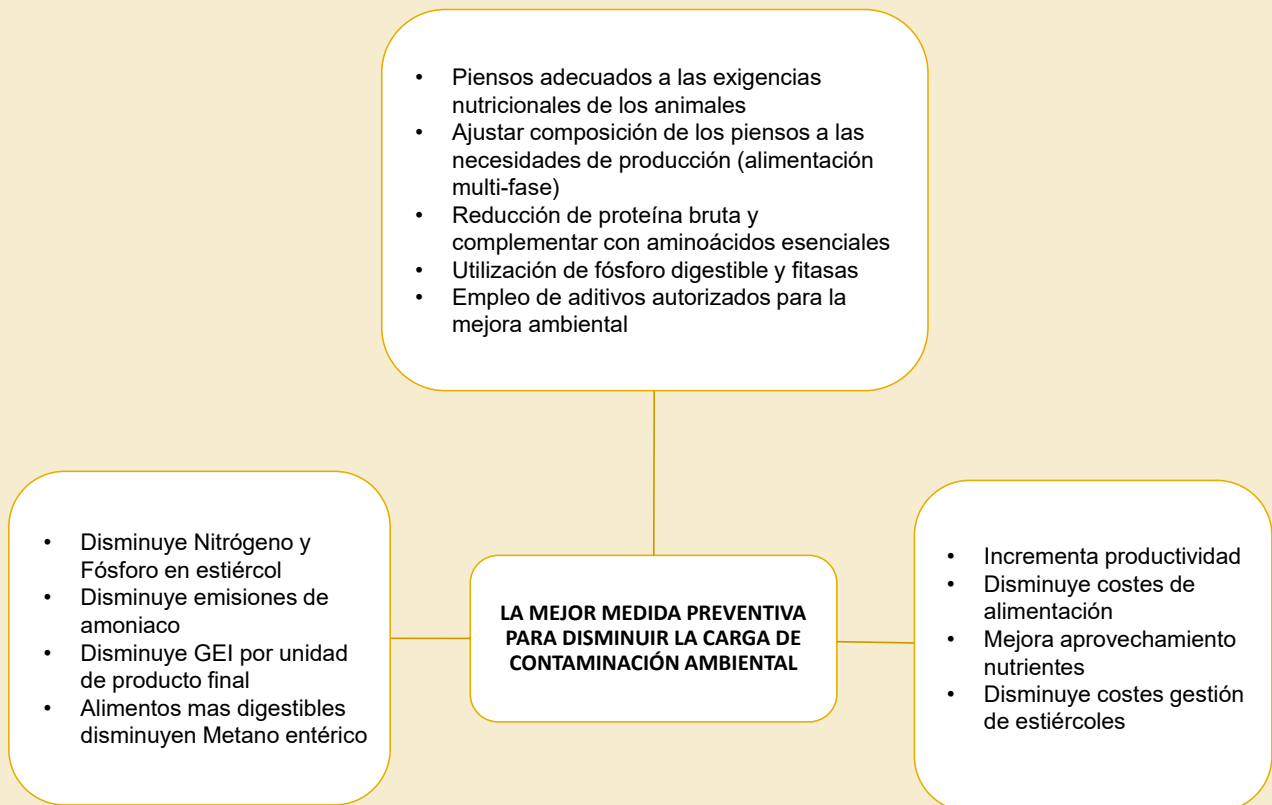 • Piensos adecuados a las exigencias
nutricionales de los animales
• Ajustar composición de los piensos a las
necesidades de producción (alimentación
multi-fase)
• Reducción de proteína bruta y
complementar con aminoácidos esenciales
• Utilización de fósforo digestible y fitasas
• Empleo de aditivos autorizados para la
mejora ambiental
• Disminuye Nitrógeno y
Fósforo en estiércol
• Disminuye emisiones de
amoniaco
• Disminuye GEI por unidad
de producto final
• Alimentos mas digestibles
disminuyen Metano entérico
LA MEJOR MEDIDA PREVENTIVA
PARA DISMINUIR LA CARGA DE
CONTAMINACIÓN AMBIENTAL
• Incrementa productividad
• Disminuye costes de
alimentación
• Mejora aprovechamiento
nutrientes
• Disminuye costes gestión
de estiércoles